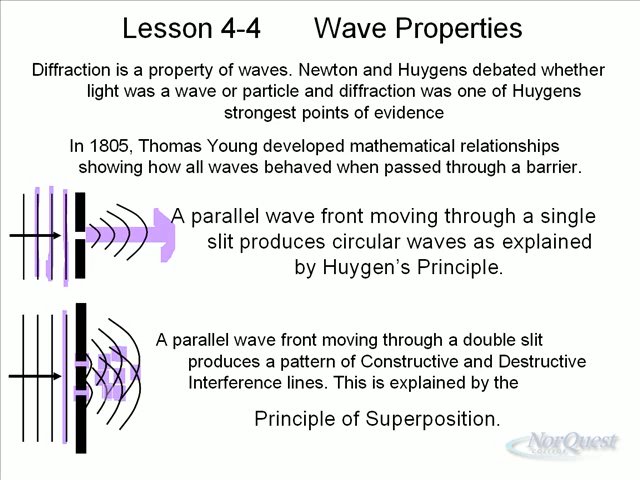 Lesson 4-4 Wave Properties
Diffraction is a property of waves. Newton and Huygens debated whether
light was a wave or particle and diffraction was one of Huygens
strongest points of evidence
In 1805, Thomas Young developed mathematical relationships
showing how all waves behaved when passed through a barrier.
A parallel wave front moving through a single
slit produces circular waves as explained
by Huygen's Principle.
A parallel wave front moving through a double slit
produces a pattern of Constructive and Destructive
Interference lines. This is explained by the
Principle of Superposition.
NorQuest
COLLEGE